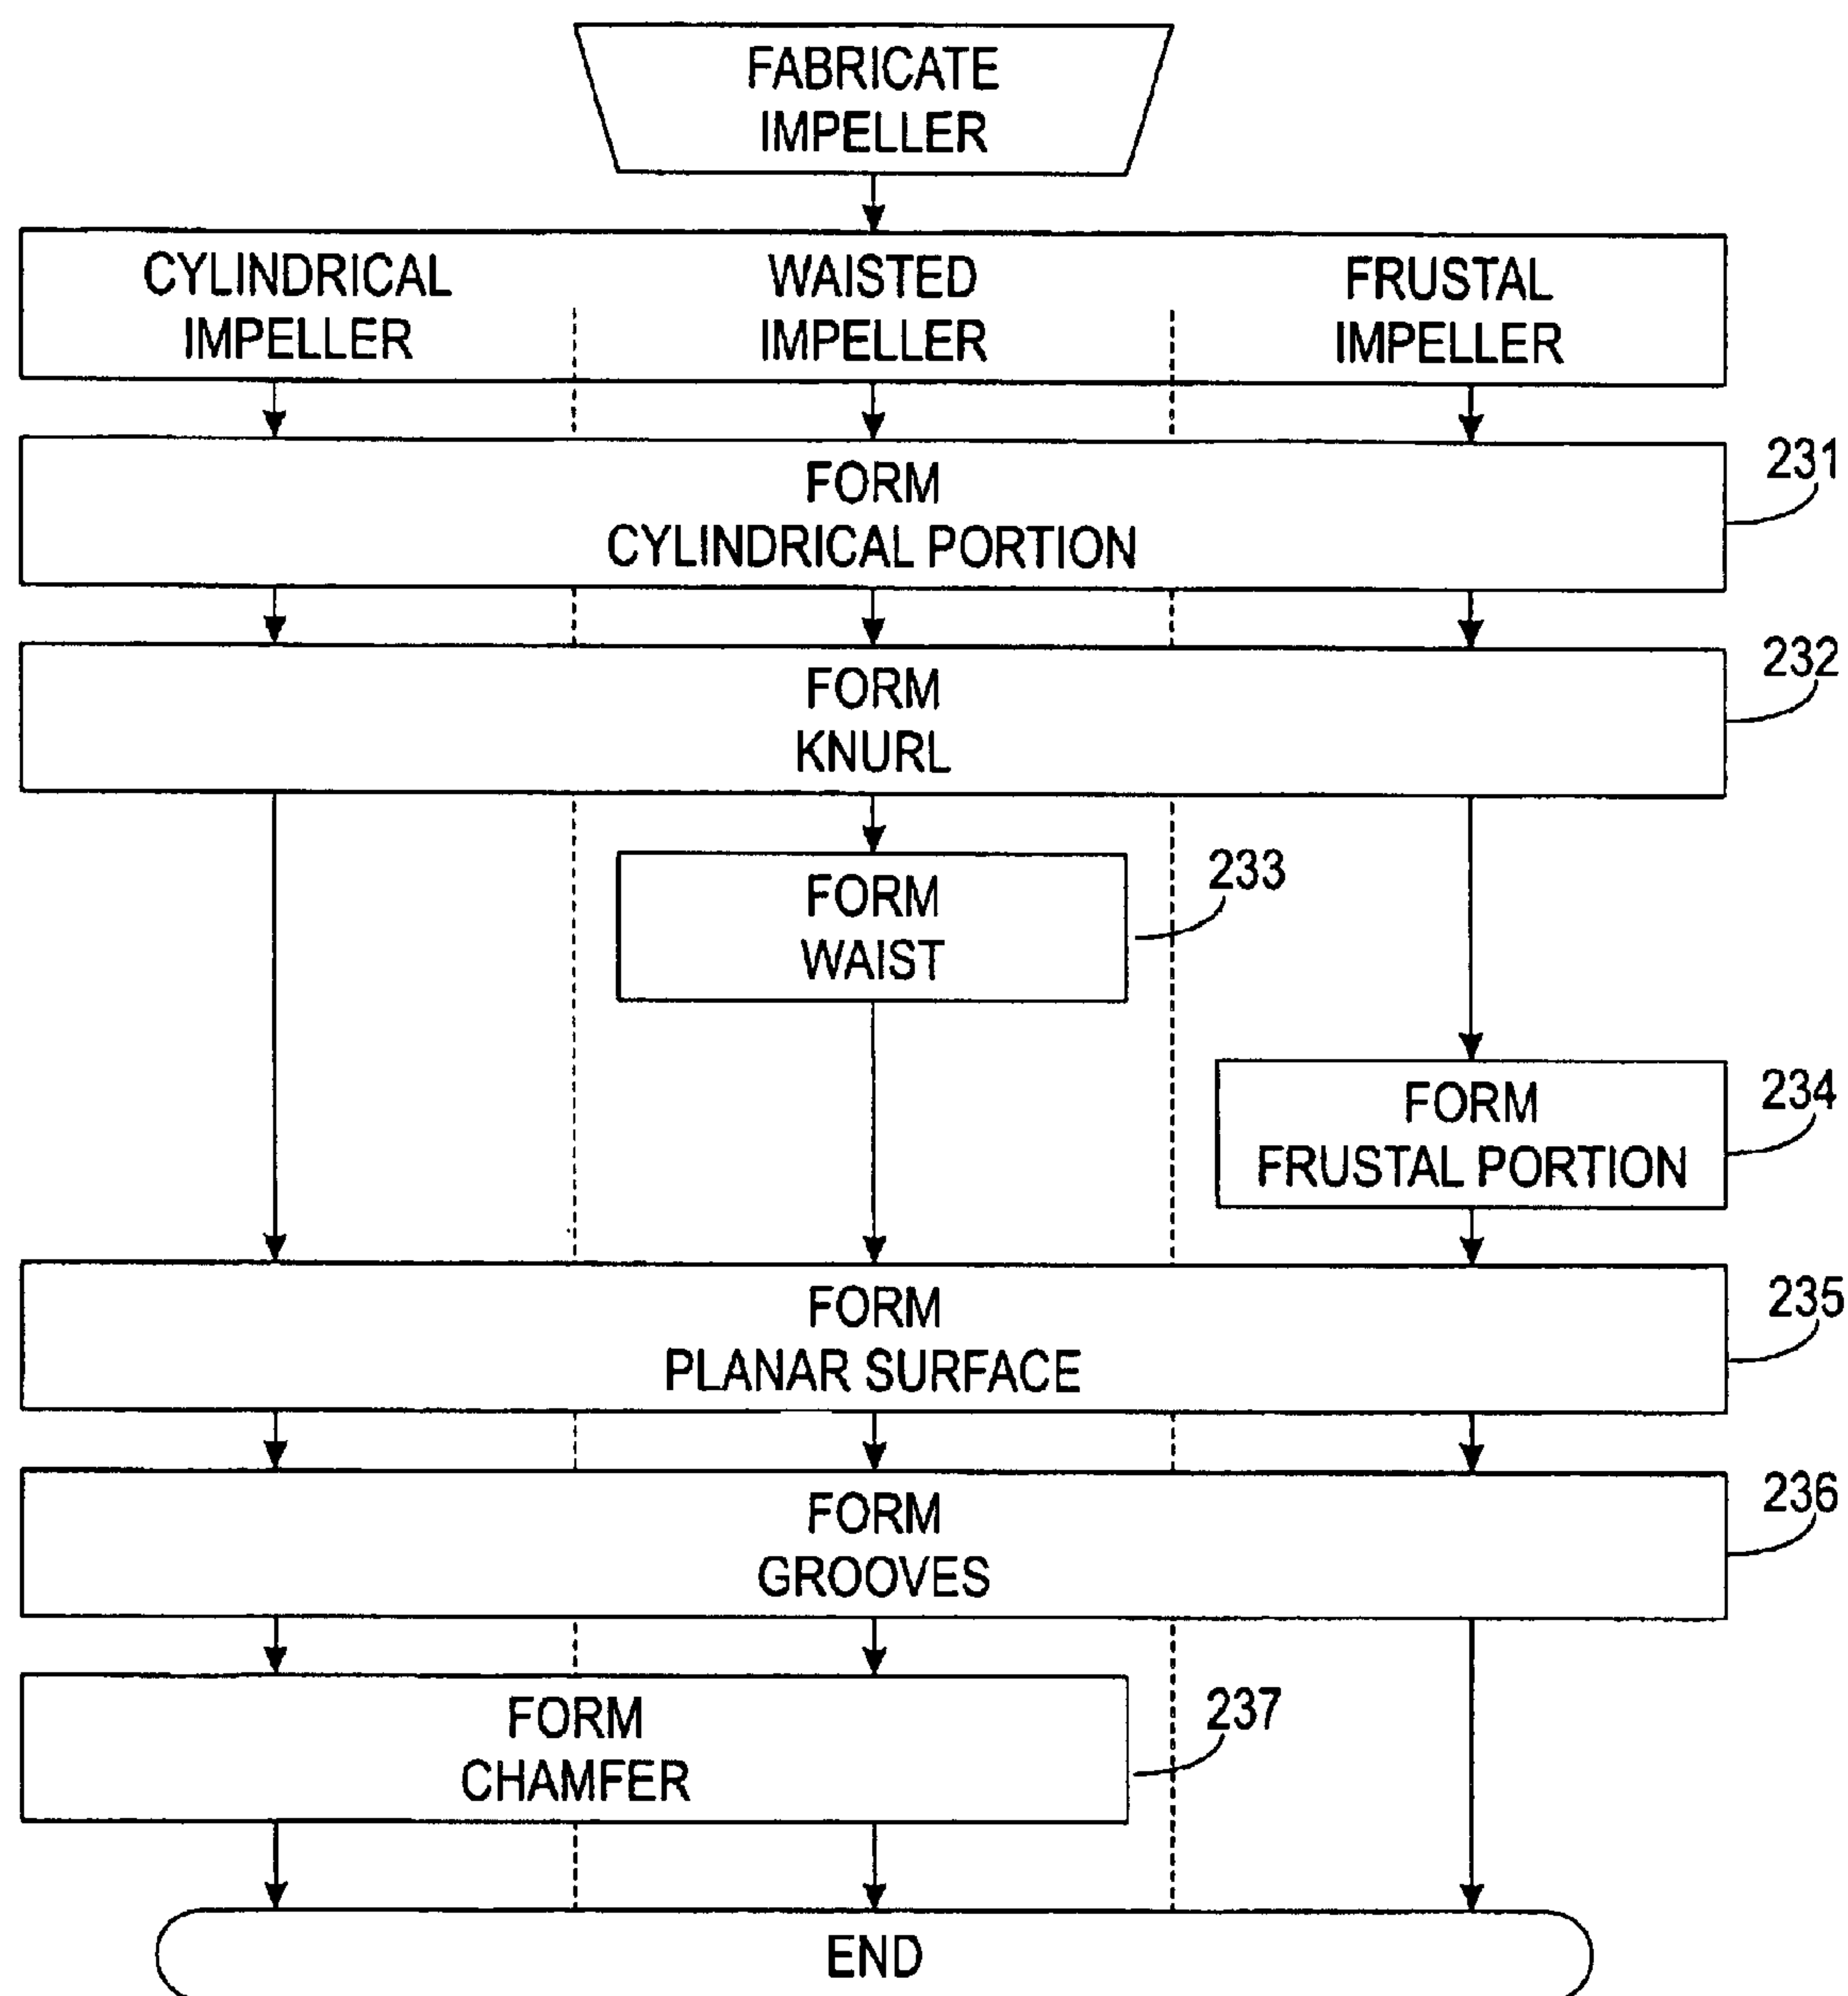 FABRICATE
IMPELLER
CYLINDRICAL
IMPELLER
WAISTED
IMPELLER
FRUSTAL
IMPELLER
FORM
CYLINDRICAL PORTION
231
FORM
KNURL
232
FORM
WAIST
233
FORM
FRUSTAL PORTION
234
FORM
PLANAR SURFACE
235
FORM
GROOVES
236
FORM
CHAMFER
237
END